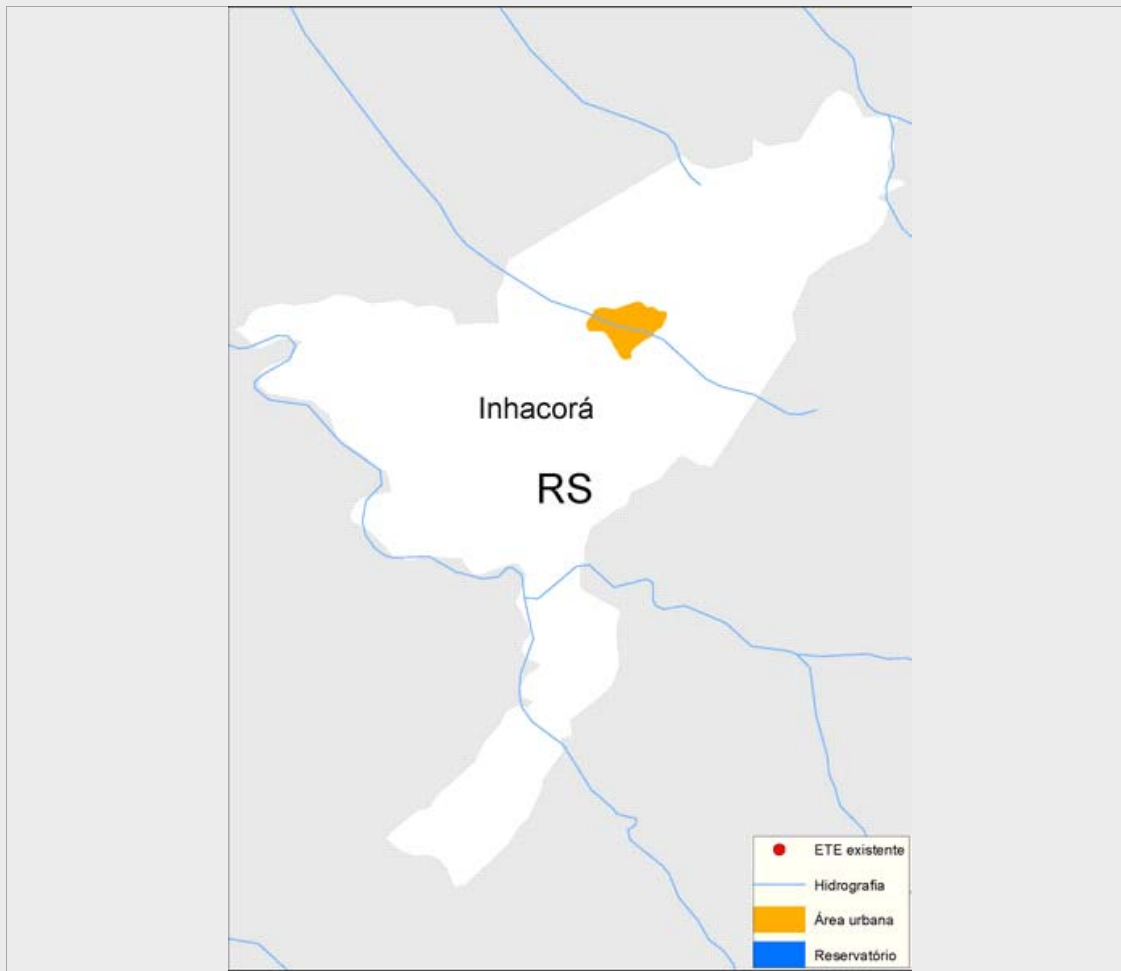 Inhacorá
RS
ETE existente
Hidrografia
Área urbana
Reservatório